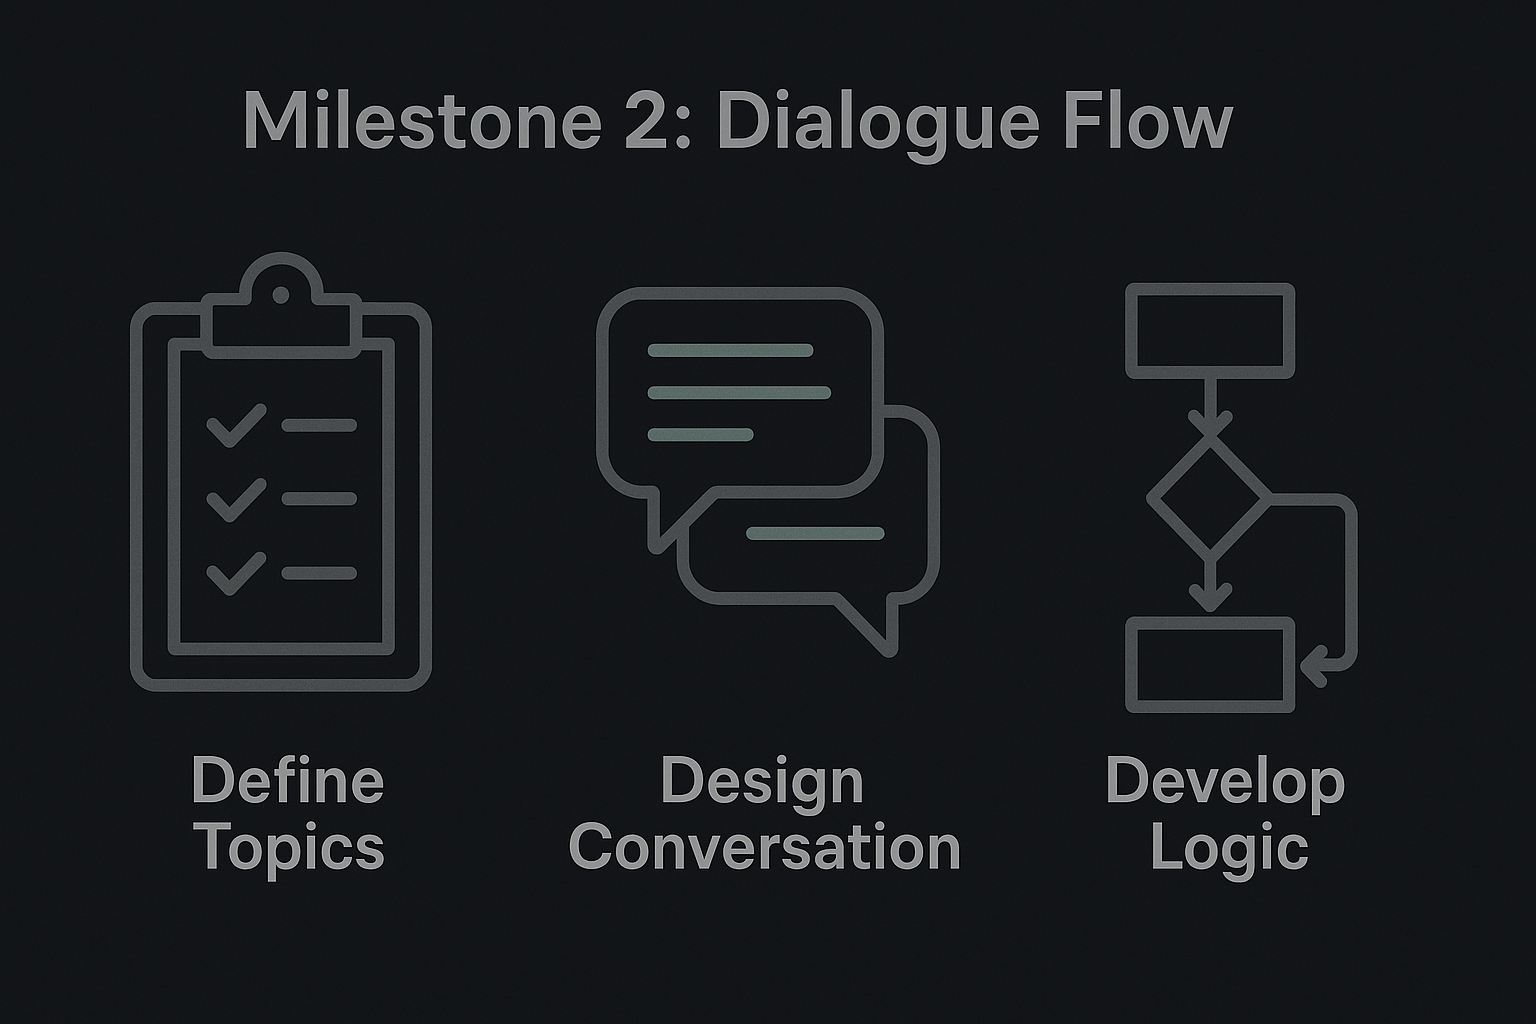 Milestone 2: Dialogue Flow
Define
Topics
Design
Conversation
Develop
Logic